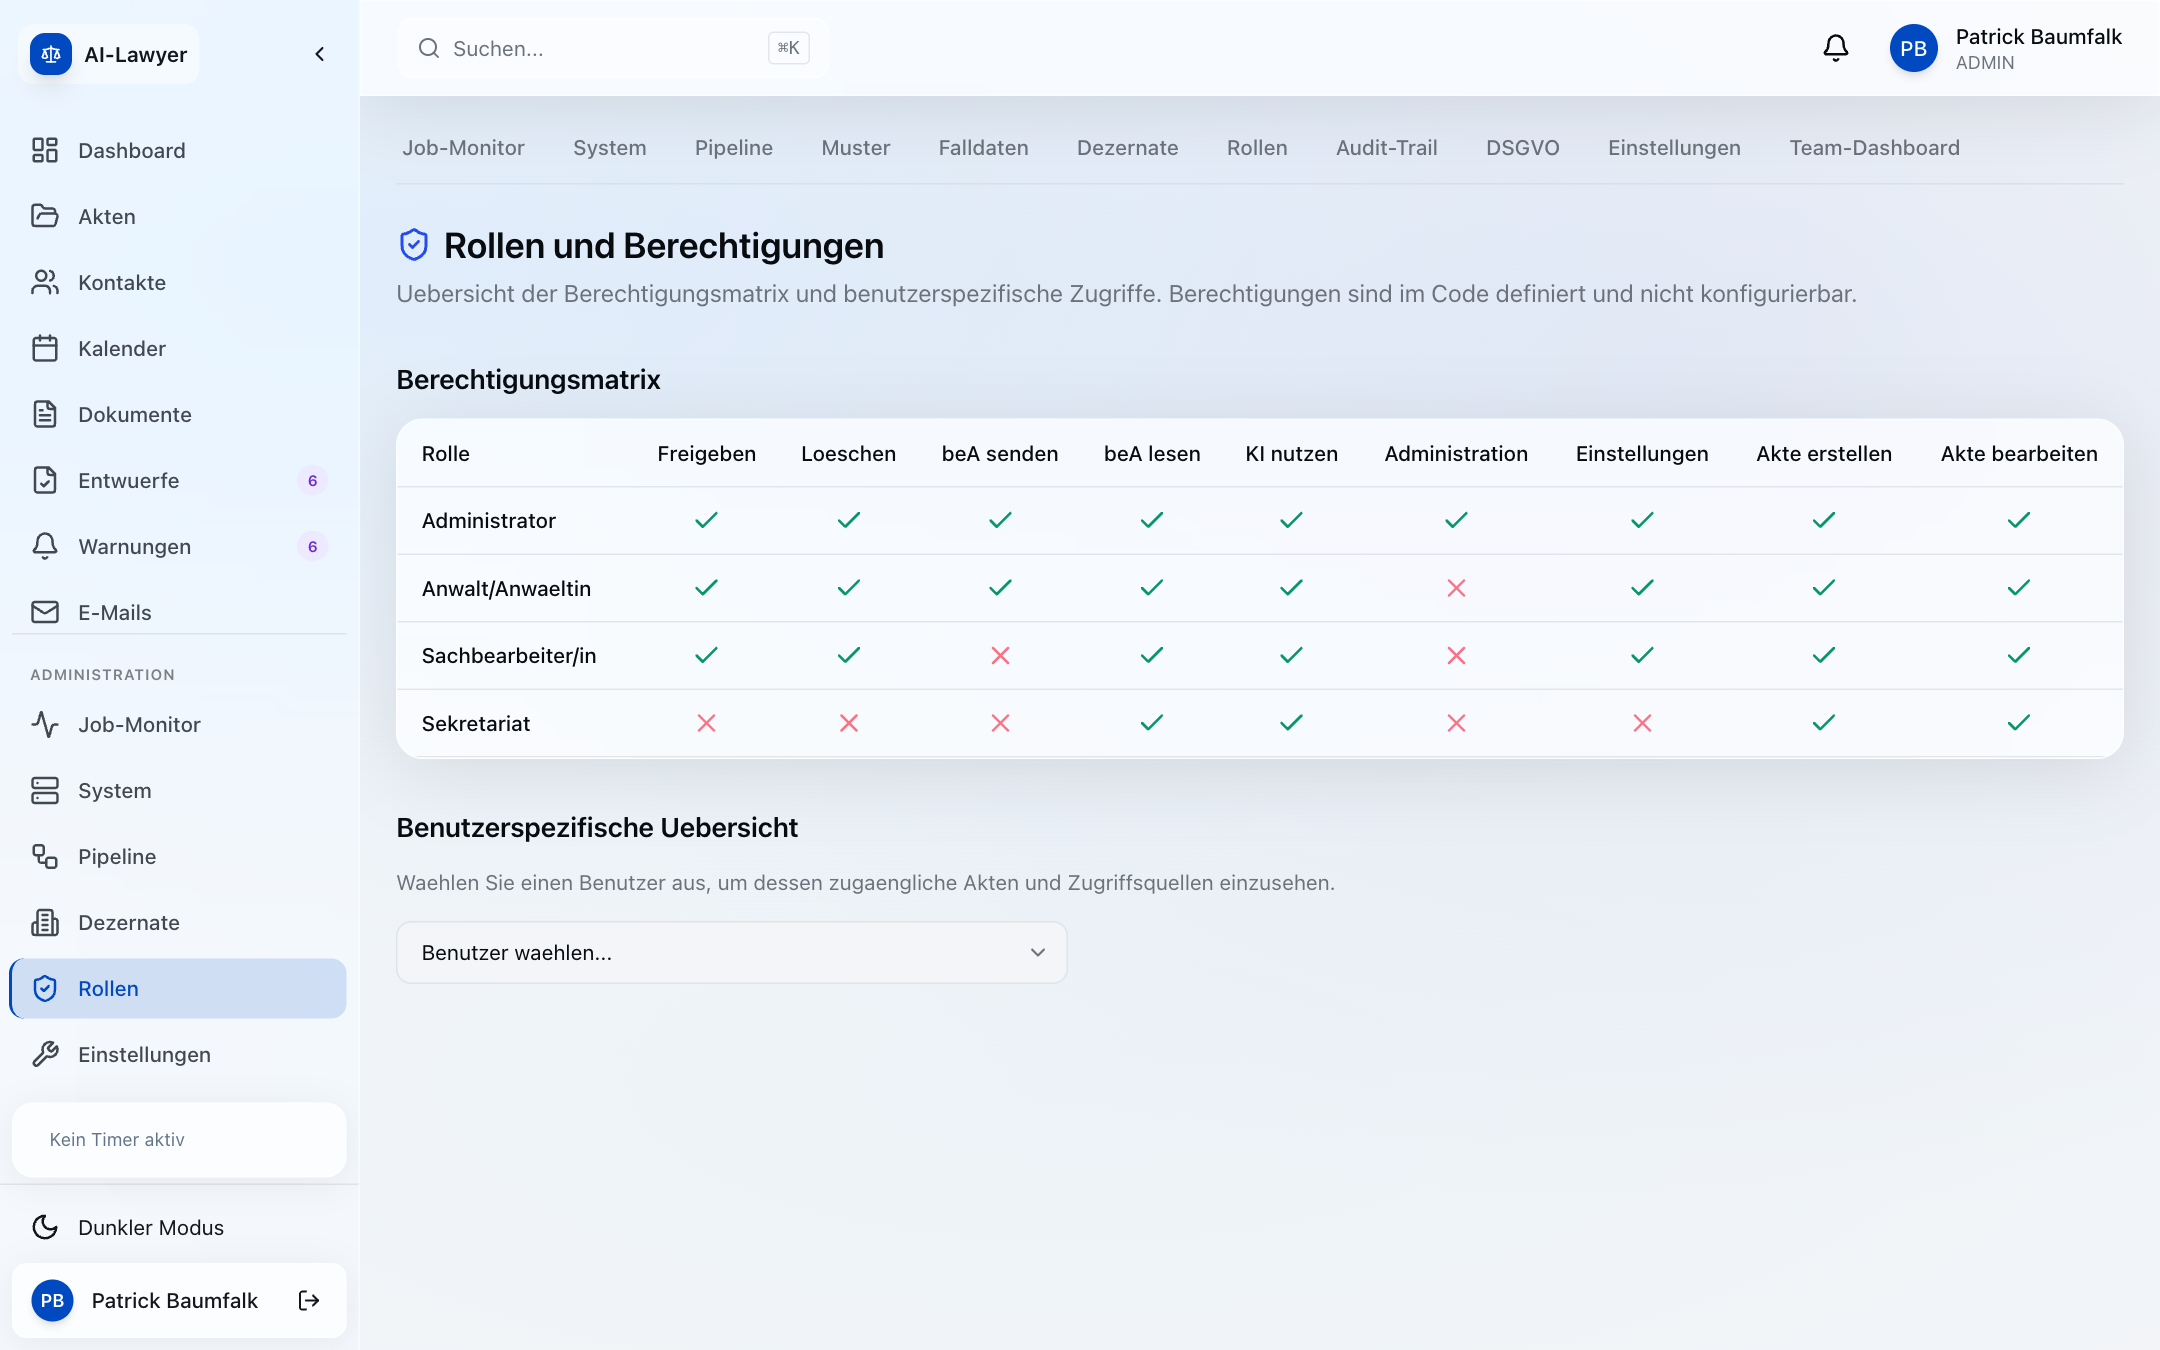 AI-Lawyer
Suchen...
⌘K
PB
Patrick Baumfalk
ADMIN
Dashboard
Akten
Kontakte
Kalender
Dokumente
Entwuerfe 6
Warnungen 6
E-Mails
ADMINISTRATION
Job-Monitor
System
Pipeline
Dezernate
Rollen
Einstellungen
Kein Timer aktiv
Dunkler Modus
PB Patrick Baumfalk
Job-Monitor System Pipeline Muster Falldaten Dezernate Rollen Audit-Trail DSGVO Einstellungen Team-Dashboard
Rollen und Berechtigungen
Uebersicht der Berechtigungsmatrix und benutzerspezifische Zugriffe. Berechtigungen sind im Code definiert und nicht konfigurierbar.
Berechtigungsmatrix
Rolle Freigeben Loeschen beA senden beA lesen KI nutzen Administration Einstellungen Akte erstellen Akte bearbeiten
Administrator
Anwalt/Anwaeltin
Sachbearbeiter/in
Sekretariat
Benutzerspezifische Uebersicht
Waehlen Sie einen Benutzer aus, um dessen zugaengliche Akten und Zugriffsquellen einzusehen.
Benutzer waehlen...